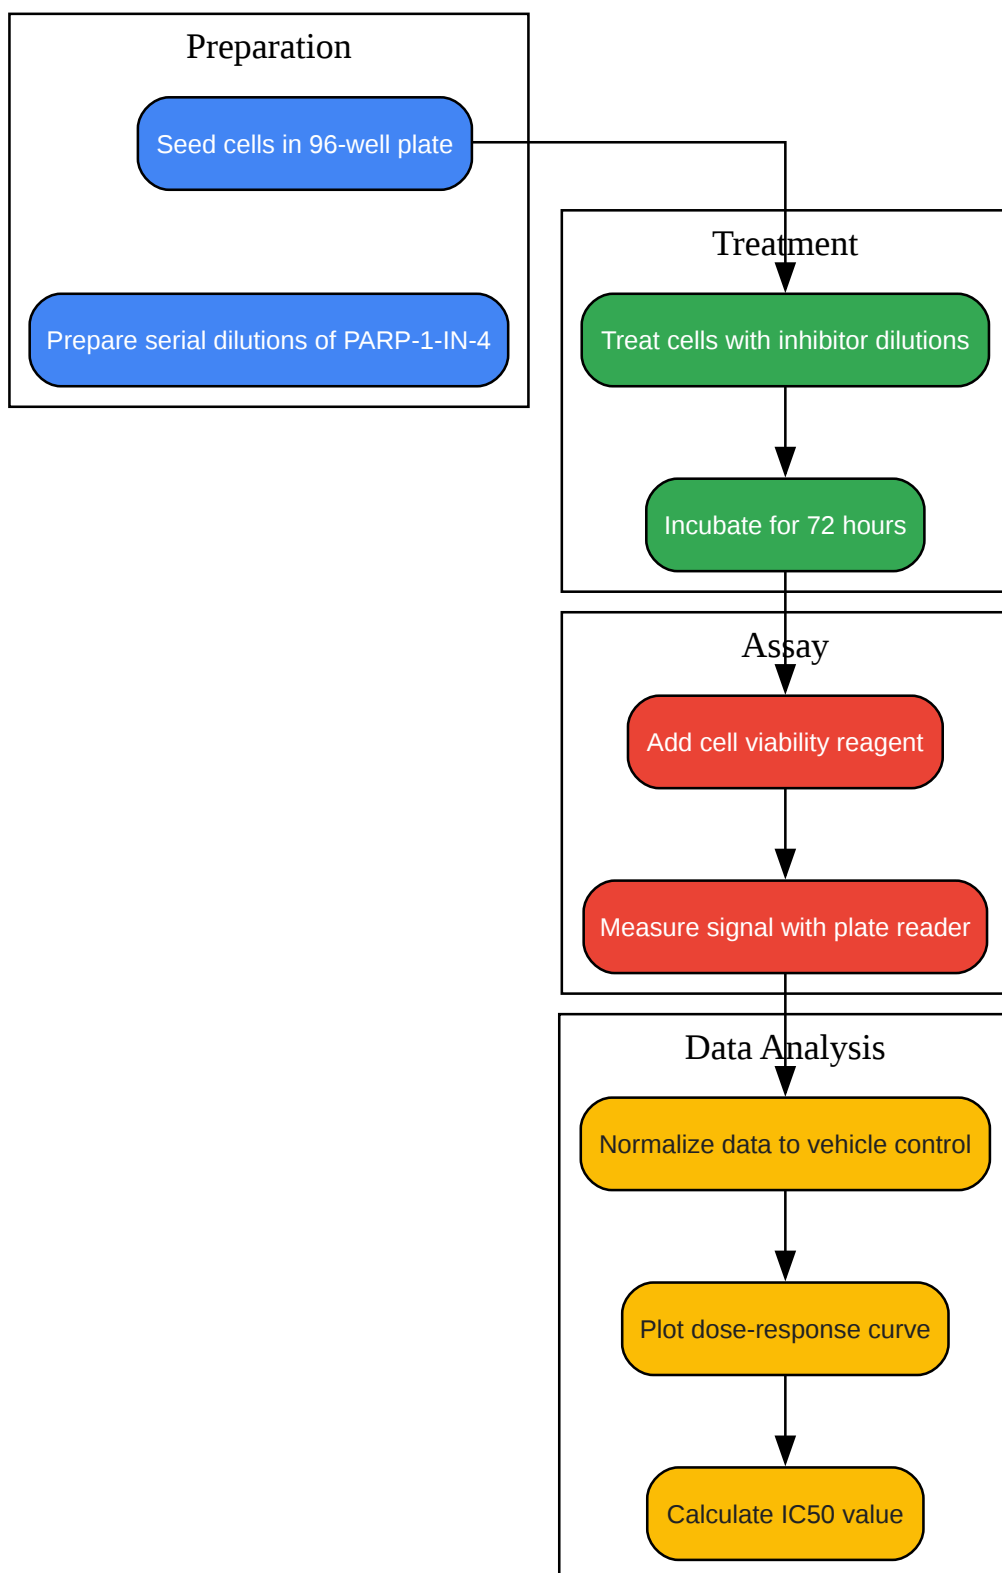 Preparation
Seed cells in 96-well plate
Prepare serial dilutions of PARP-1-IN-4
Treatment
Treat cells with inhibitor dilutions
Incubate for 72 hours
Assay
Add cell viability reagent
Measure signal with plate reader
Data Analysis
Normalize data to vehicle control
Plot dose-response curve
Calculate IC50 value